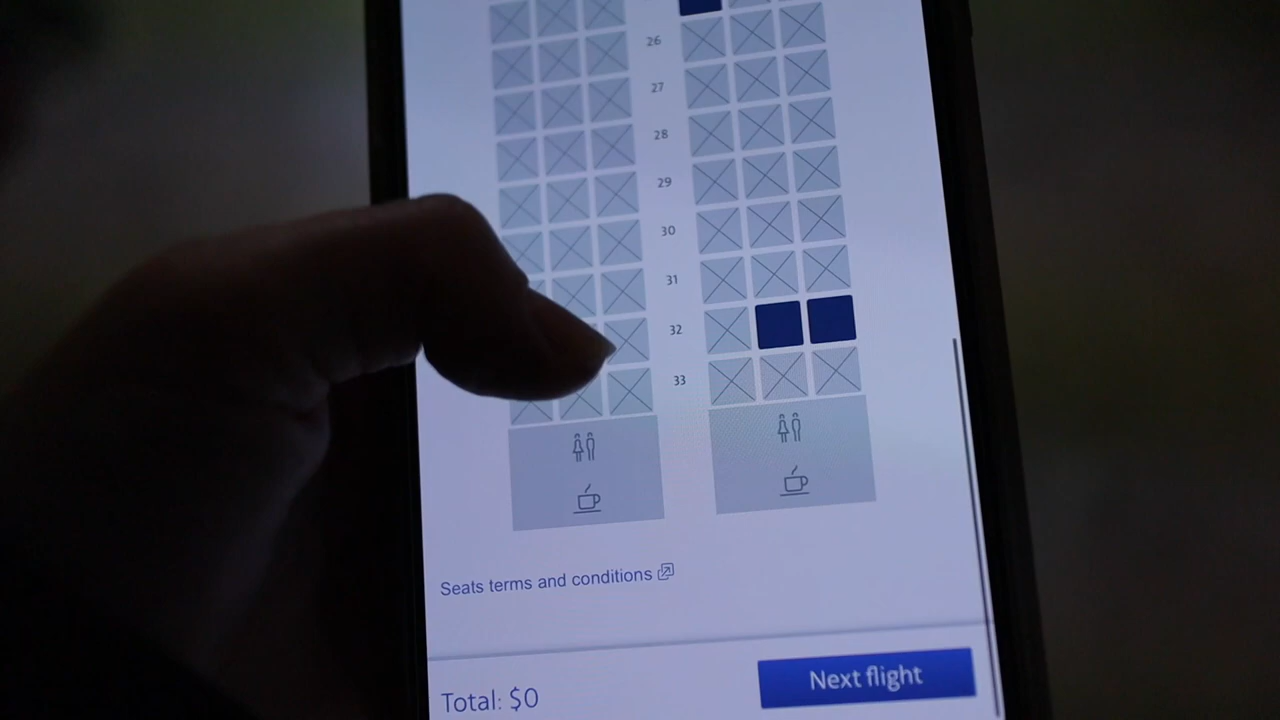 26
27
28
29
30
31
32
33
Seats terms and conditions
Total: $0
Next flight